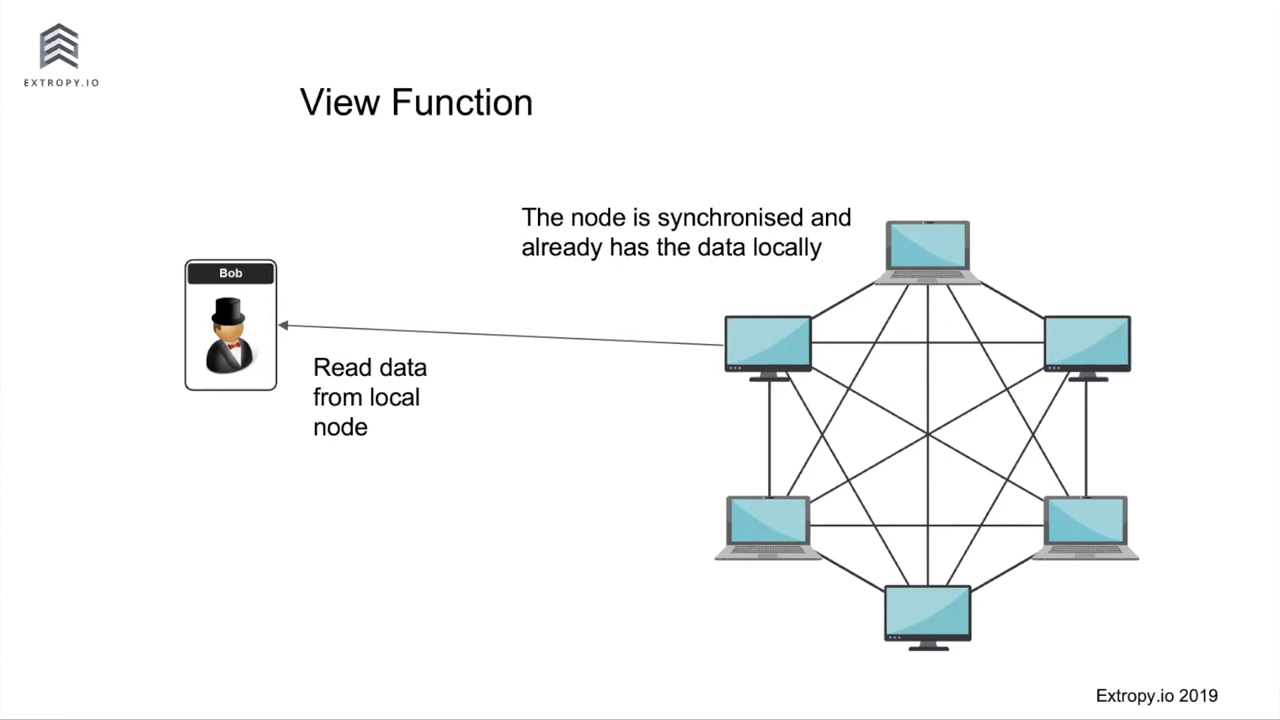 EXTROPY.IO
View Function
The node is synchronised and
already has the data locally
Bob
Read data
from local
node
Extropy.io 2019